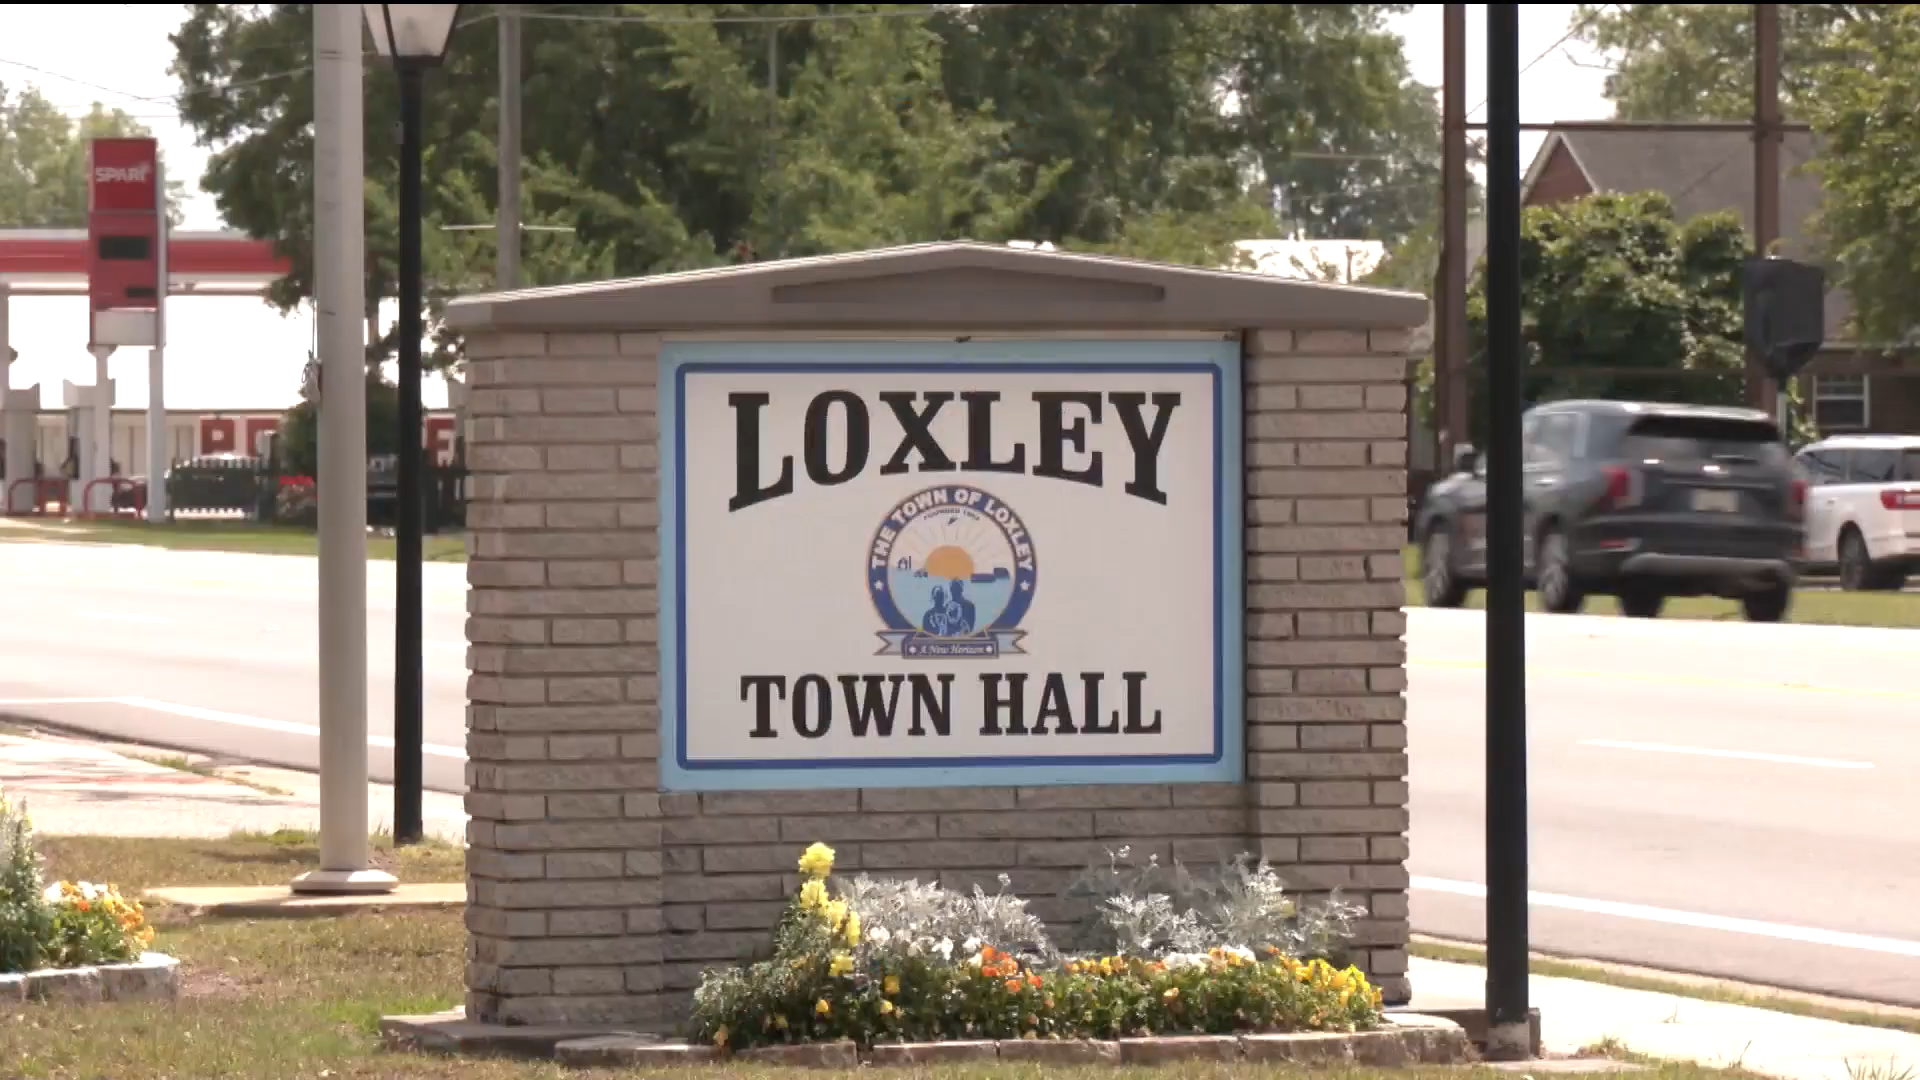 SPAR
LOXLEY
THE TOWN OF LOXLEY
A New Horizon
TOWN HALL